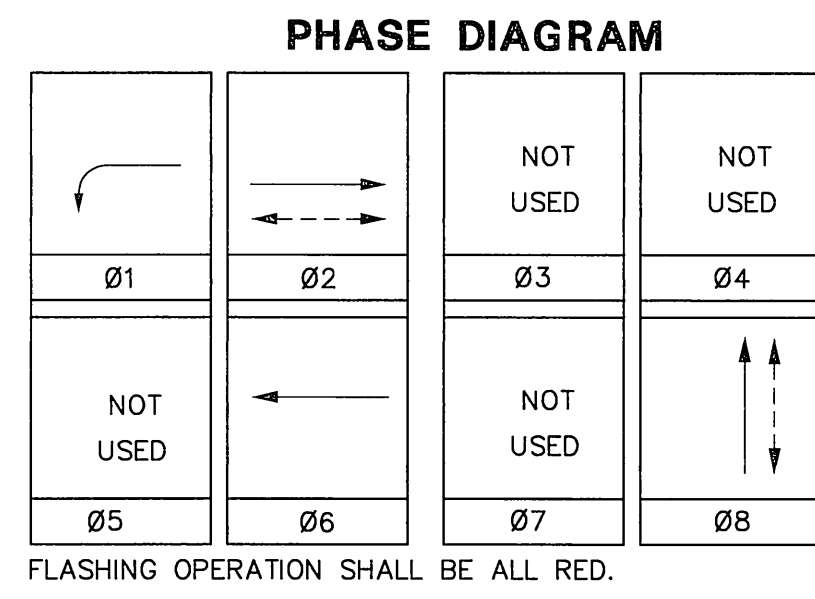 PHASE DIAGRAM
NOT
USED
NOT
USED
Ø1
Ø2
Ø3
Ø4
NOT
USED
NOT
USED
Ø5
Ø6
Ø7
Ø8
FLASHING OPERATION SHALL BE ALL RED.